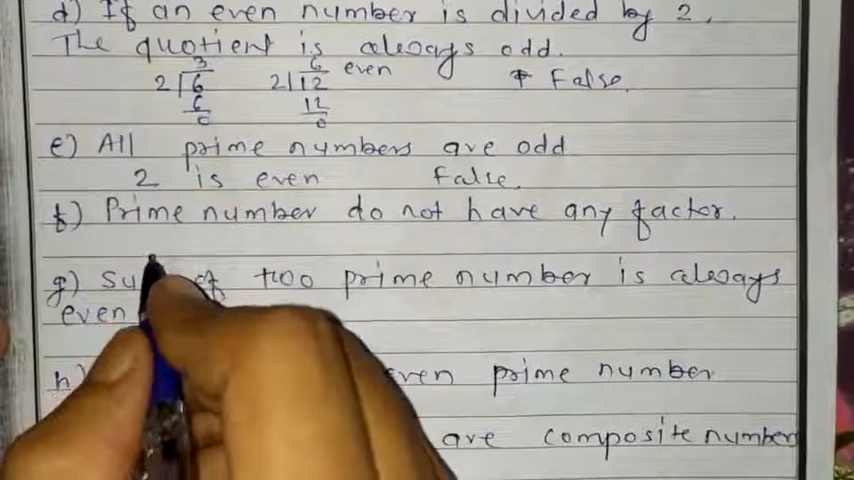 d) If an even number is divided by 2,
The quotient is always odd.
3 6
2 6 2 12 even False.
6 12
0 0
e) All prime numbers are odd
2 is even False.
f) Prime number do not have any factor.
g) of two prime number is always
even
h) even prime number
are composite numbers